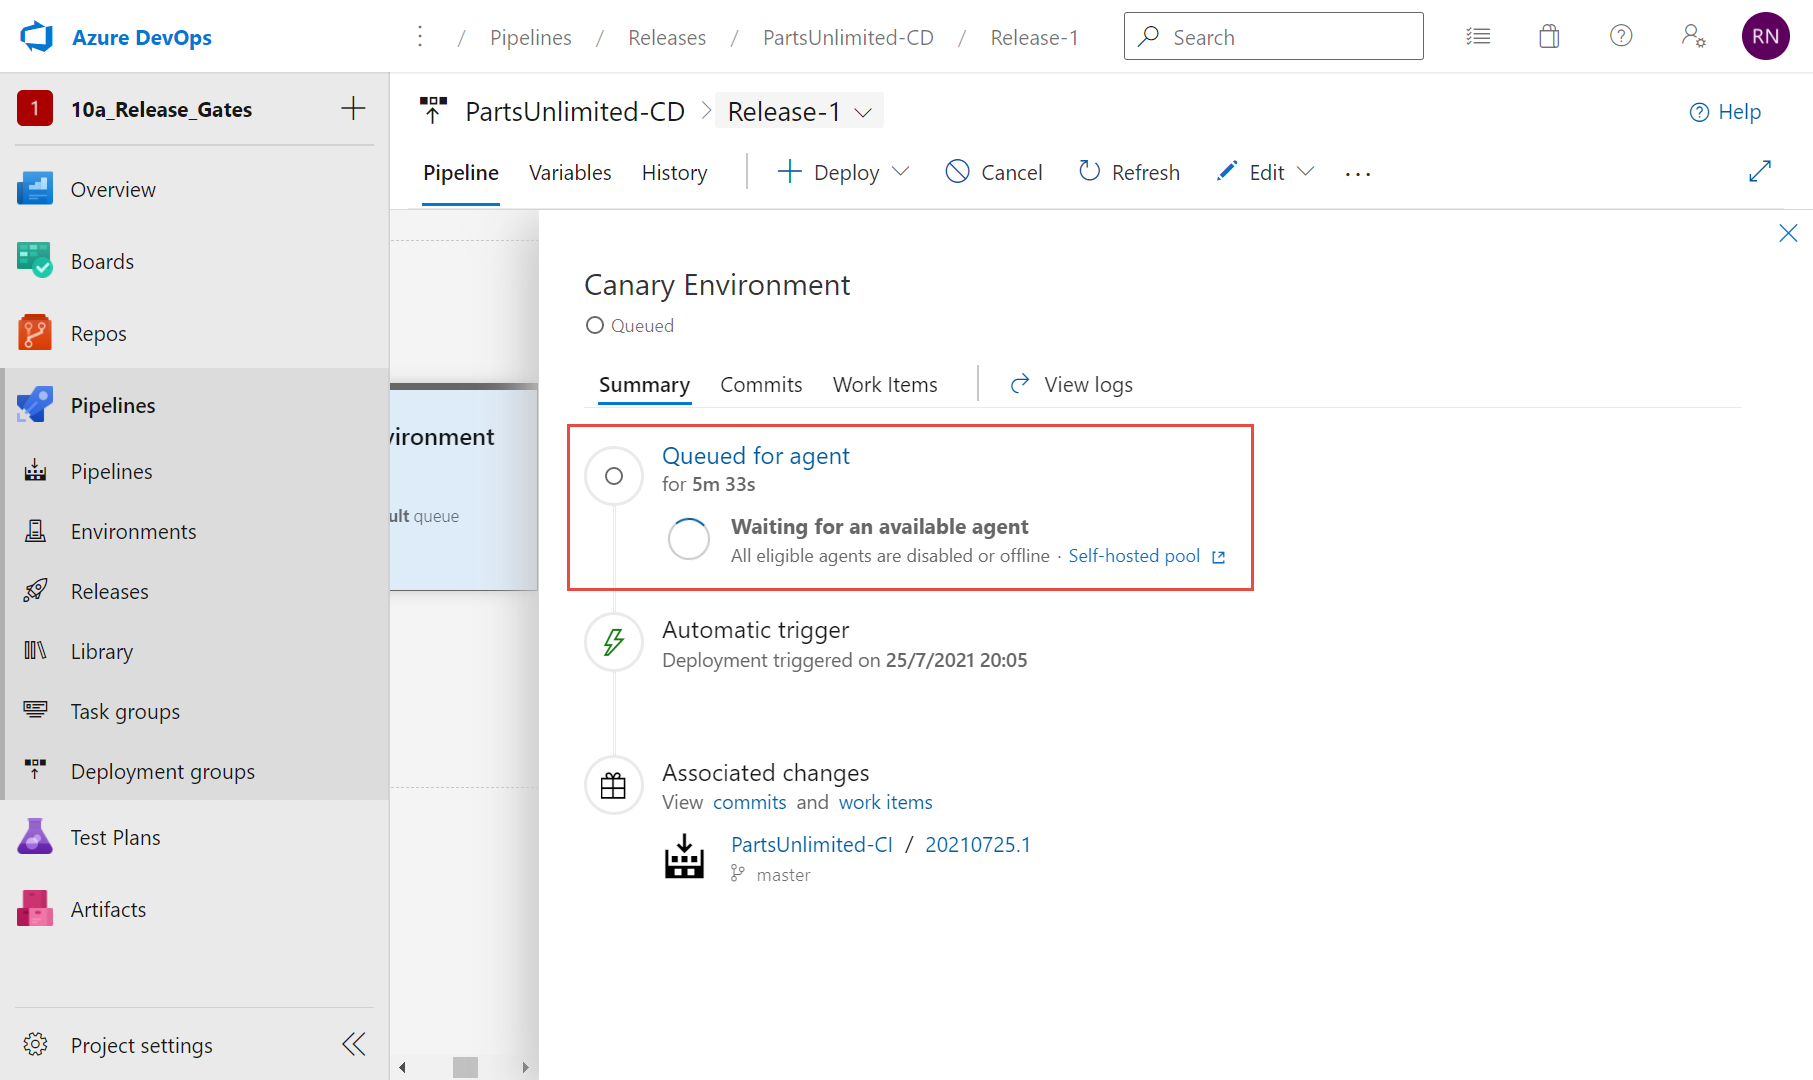 Azure DevOps
/ Pipelines / Releases / PartsUnlimited-CD / Release-1
Search
RN
1 10a_Release_Gates
Overview
Boards
Repos
Pipelines
Pipelines
Environments
Releases
Library
Task groups
Deployment groups
Test Plans
Artifacts
Project settings
PartsUnlimited-CD
Release-1
Help
Pipeline Variables History
Deploy
Cancel
Refresh
Edit
vironment
ult queue
Canary Environment
Queued
Summary Commits Work Items
View logs
Queued for agent
for 5m 33s
Waiting for an available agent
All eligible agents are disabled or offline · Self-hosted pool
Automatic trigger
Deployment triggered on 25/7/2021 20:05
Associated changes
View commits and work items
PartsUnlimited-CI / 20210725.1
master